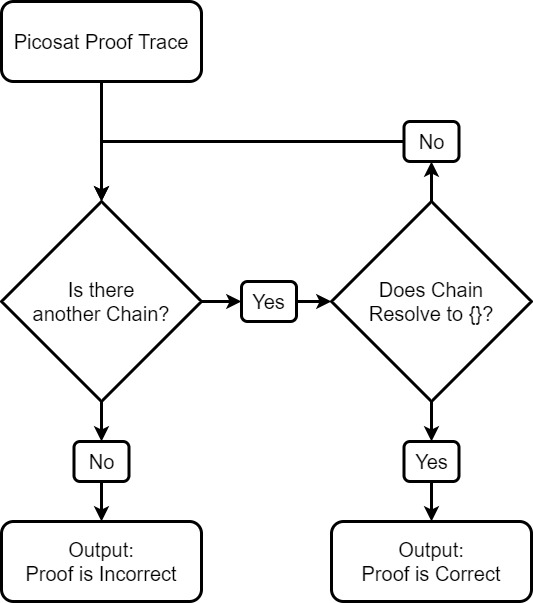 Picosat Proof Trace
No
Is there
another Chain?
Yes
Does Chain
Resolve to {}?
No
Yes
Output:
Proof is Incorrect
Output:
Proof is Correct